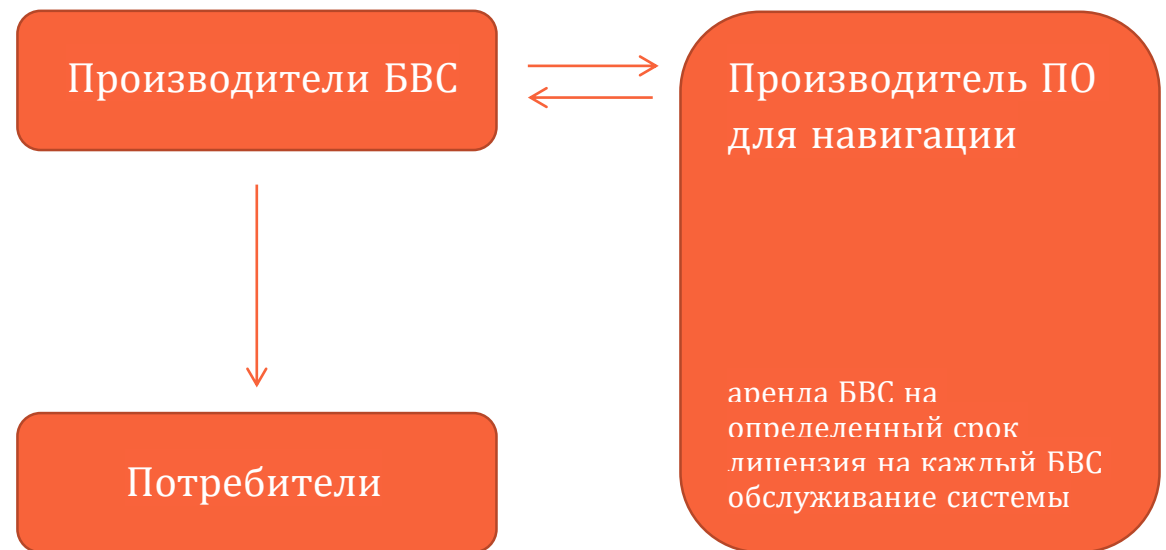 Производители БВС
Производитель ПО
для навигации
аренда БВС на
определенный срок
лицензия на каждый БВС
обслуживание системы
Потребители